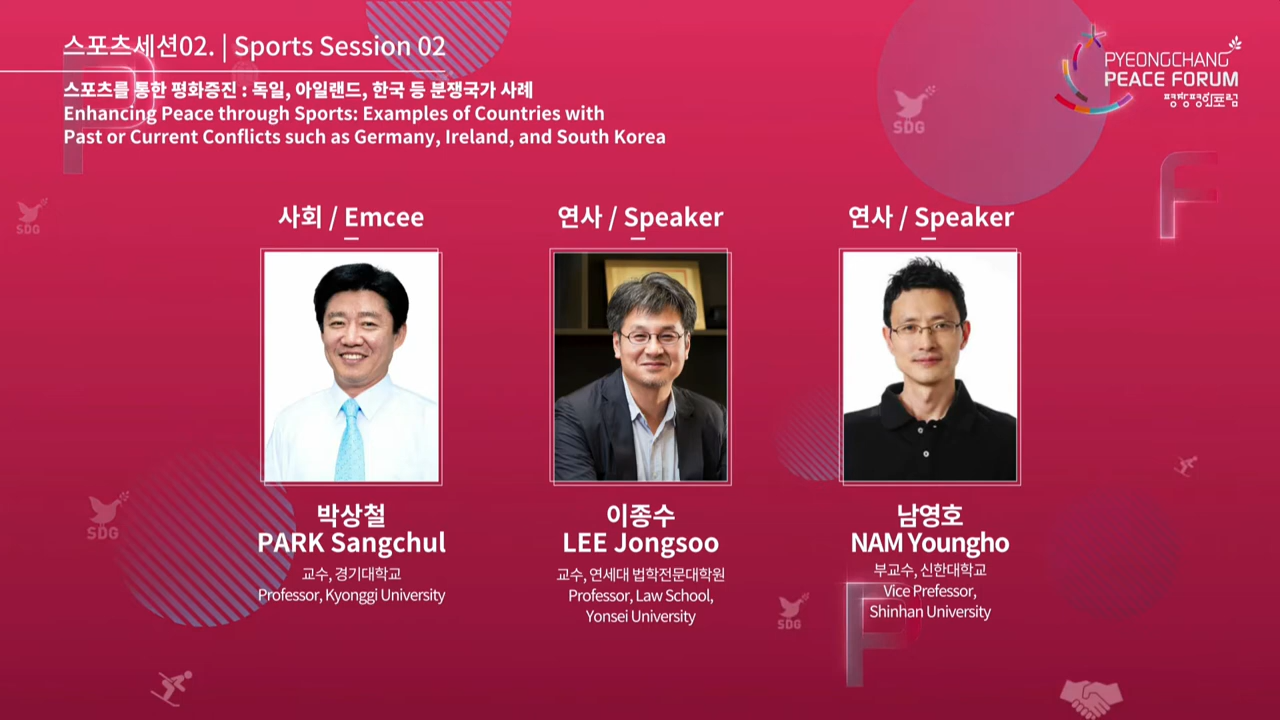 스포츠세션02. | Sports Session 02
스포츠를 통한 평화증진 : 독일, 아일랜드, 한국 등 분쟁국가 사례
Enhancing Peace through Sports: Examples of Countries with
Past or Current Conflicts such as Germany, Ireland, and South Korea
PYEONGCHANG
PEACE FORUM
평창평화포럼
P
F
SDG
SDG
사회 / Emcee
연사 / Speaker
연사 / Speaker
박상철
PARK Sangchul
교수, 경기대학교
Professor, Kyonggi University
이종수
LEE Jongsoo
교수, 연세대 법학전문대학원
Professor, Law School,
Yonsei University
남영호
NAM Youngho
부교수, 신한대학교
Vice Prefessor,
Shinhan University
SDG
SDG
F